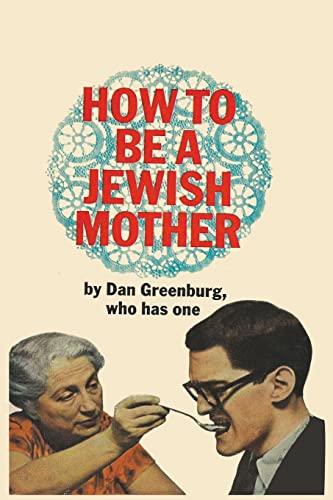 HOW TO
BE A
JEWISH
MOTHER
by Dan Greenburg,
who has one